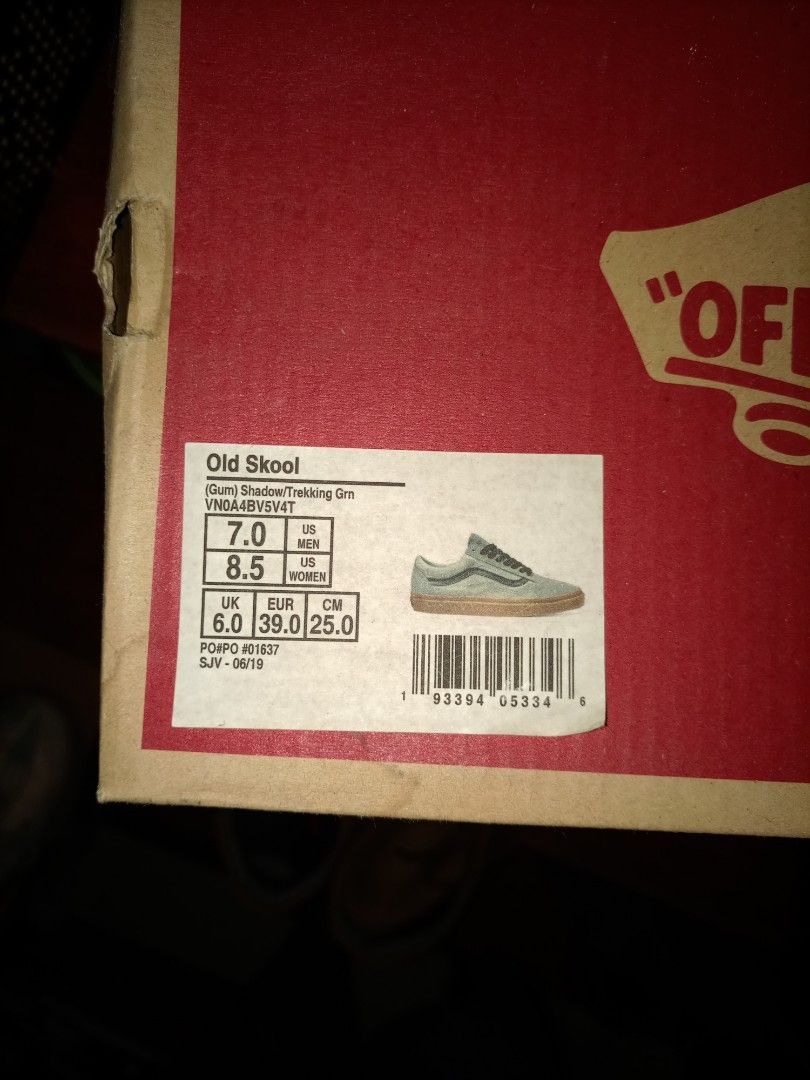 "OF
Old Skool
(Gum) Shadow/Trekking Grn
VN0A4BV5V4T
7.0 US MEN
8.5 US WOMEN
UK EUR CM
6.0 39.0 25.0
PO#PO #01637
SJV - 06/19
1 93394 05334 6